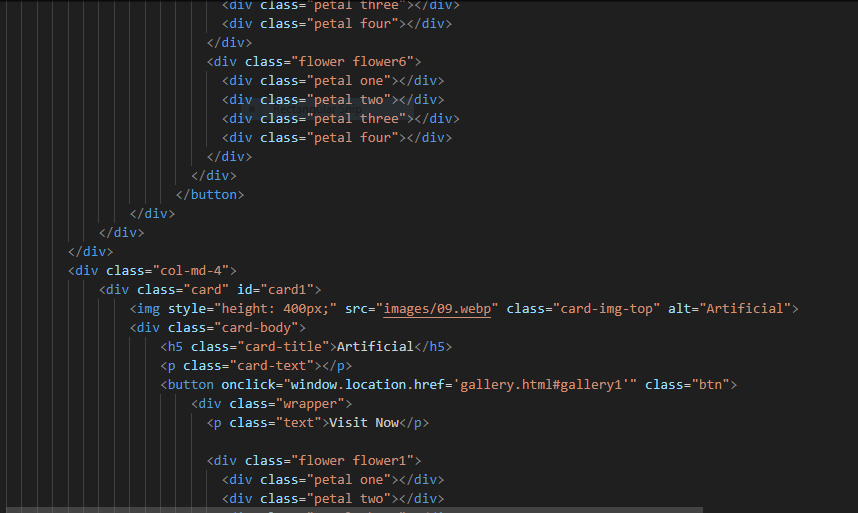 <div class="petal three"></div>
<div class="petal four"></div>
</div>
<div class="flower flower6">
<div class="petal one"></div>
<div class="petal two"></div>
<div class="petal three"></div>
<div class="petal four"></div>
</div>
</div>
</button>
</div>
</div>
</div>
<div class="col-md-4">
<div class="card" id="card1">
<img style="height: 400px;" src="images/09.webp" class="card-img-top" alt="Artificial">
<div class="card-body">
<h5 class="card-title">Artificial</h5>
<p class="card-text"></p>
<button onclick="window.location.href='gallery.html#gallery1'" class="btn">
<div class="wrapper">
<p class="text">Visit Now</p>
<div class="flower flower1">
<div class="petal one"></div>
<div class="petal two"></div>